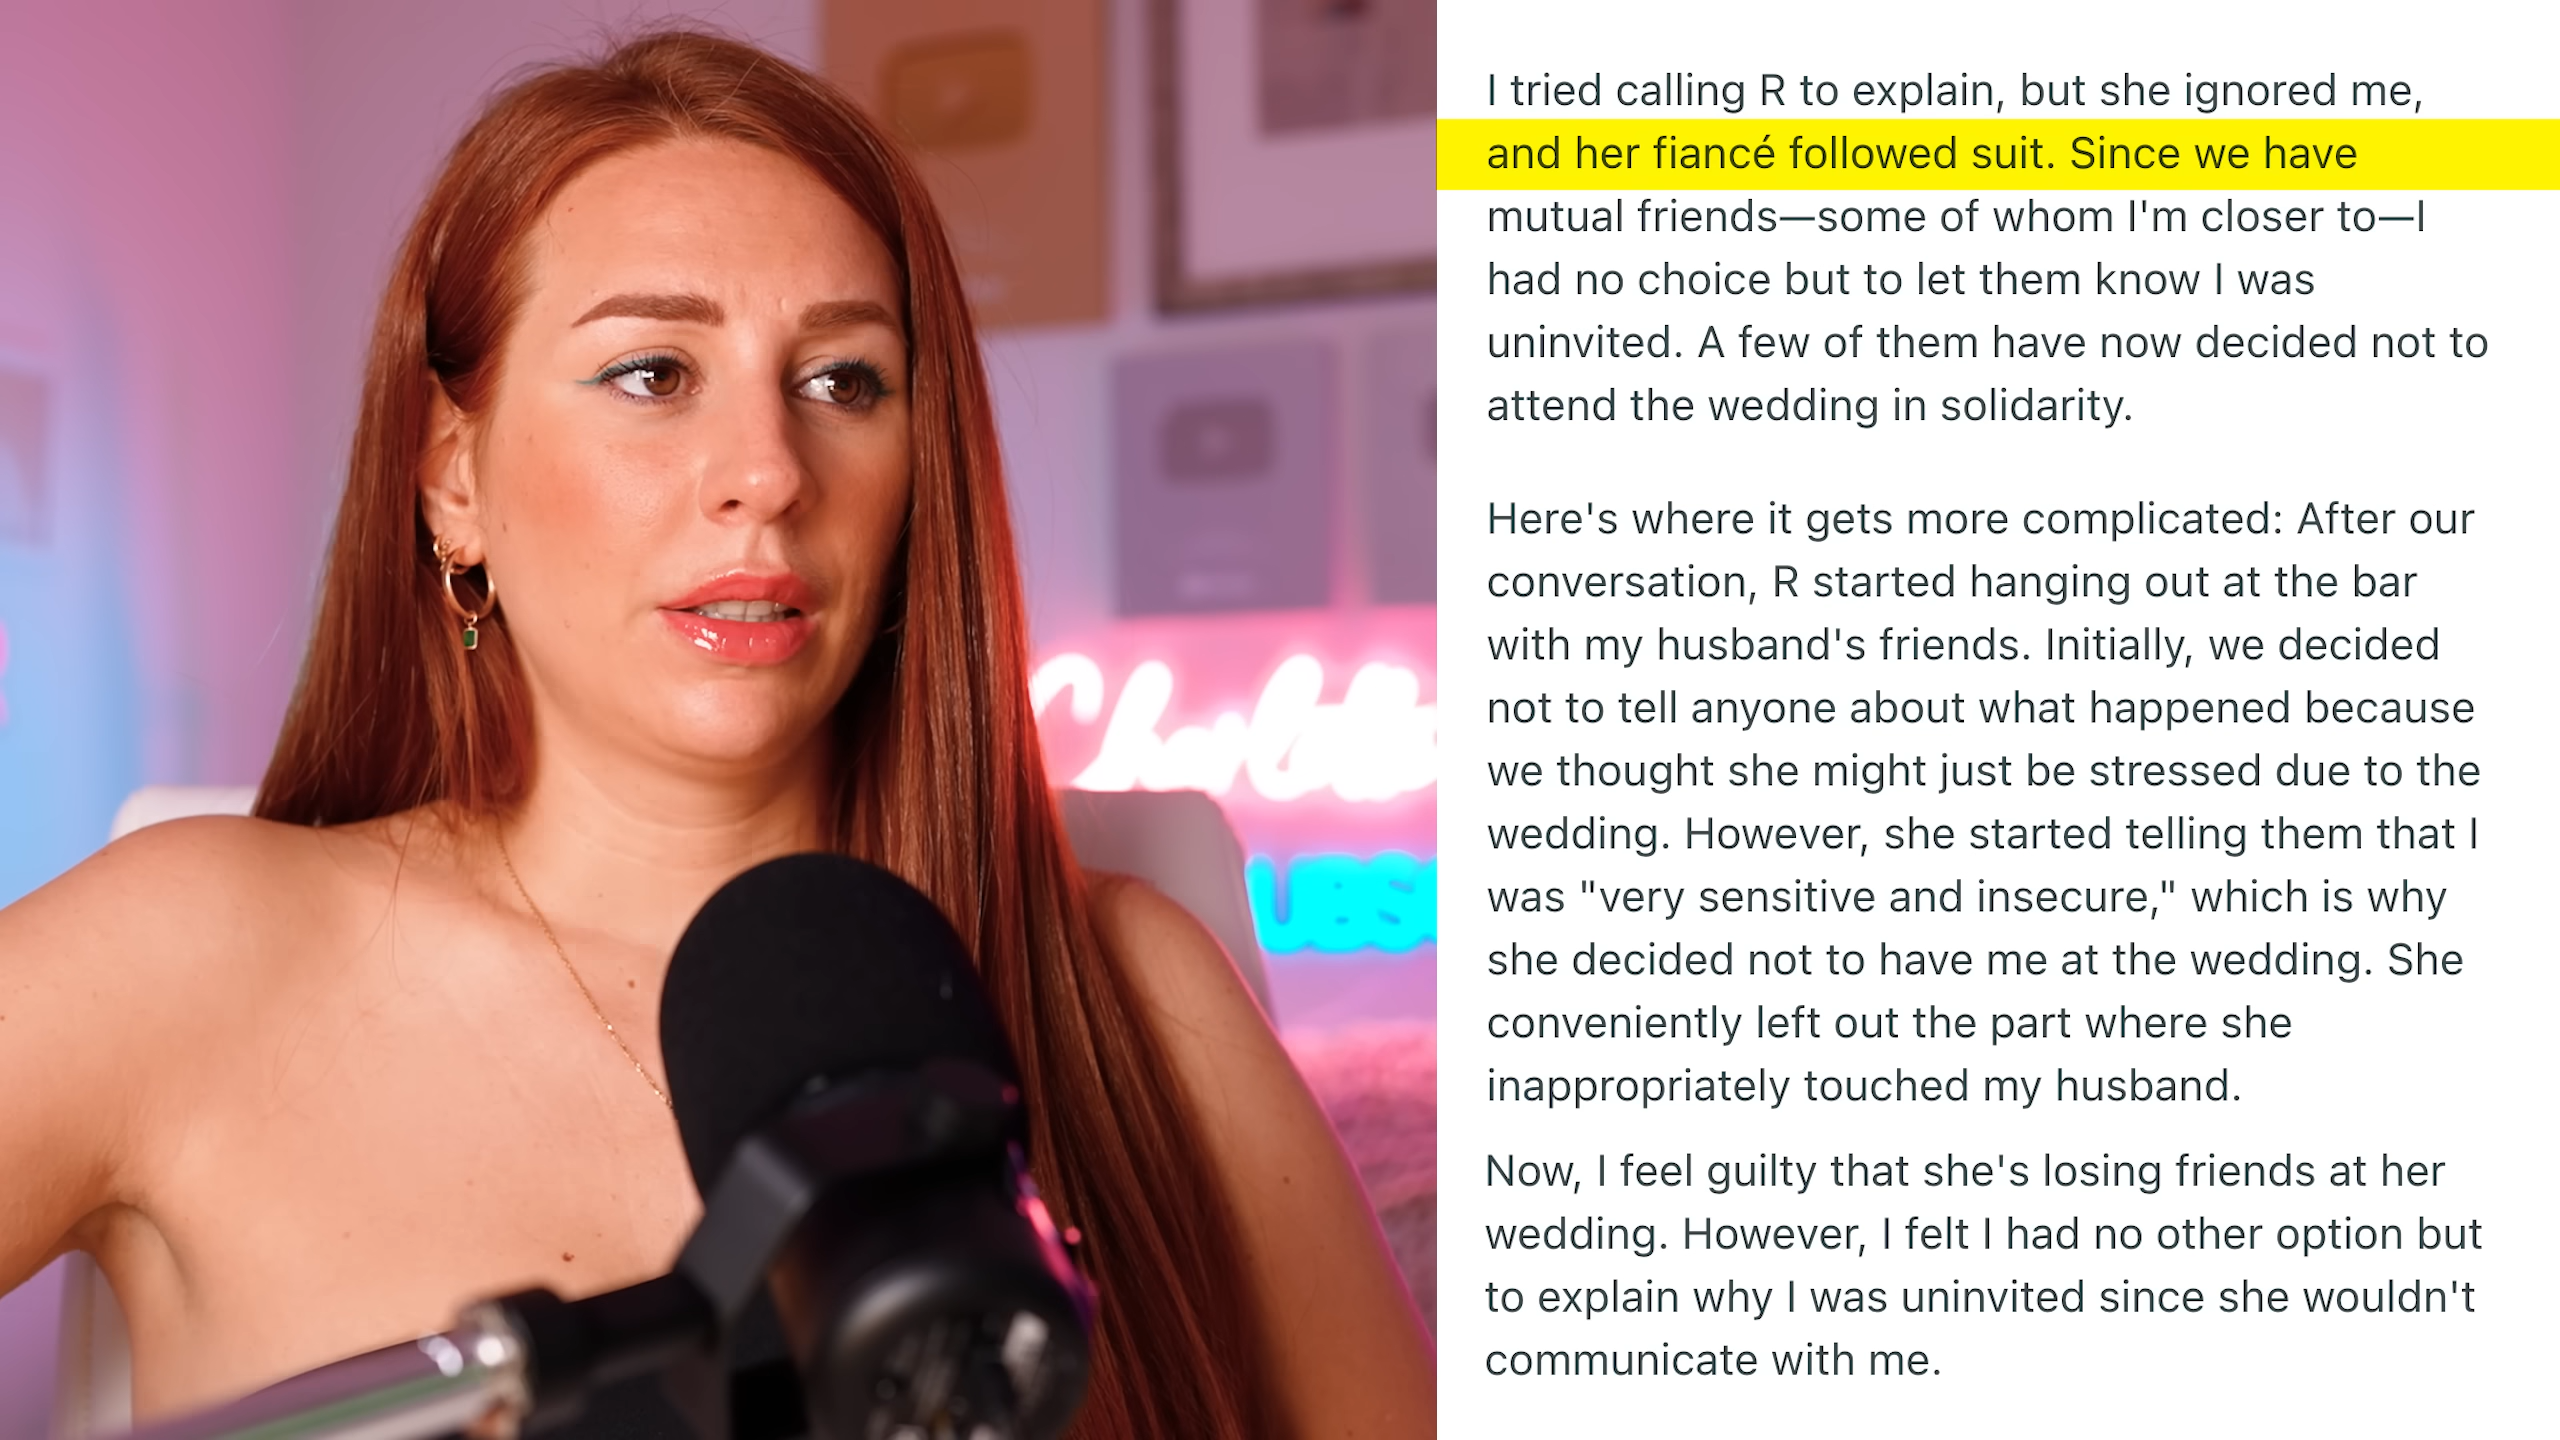 I tried calling R to explain, but she ignored me,
and her fiancé followed suit. Since we have
mutual friends—some of whom I'm closer to—I
had no choice but to let them know I was
uninvited. A few of them have now decided not to
attend the wedding in solidarity.
Here's where it gets more complicated: After our
conversation, R started hanging out at the bar
with my husband's friends. Initially, we decided
not to tell anyone about what happened because
we thought she might just be stressed due to the
wedding. However, she started telling them that I
was "very sensitive and insecure," which is why
she decided not to have me at the wedding. She
conveniently left out the part where she
inappropriately touched my husband.
Now, I feel guilty that she's losing friends at her
wedding. However, I felt I had no other option but
to explain why I was uninvited since she wouldn't
communicate with me.